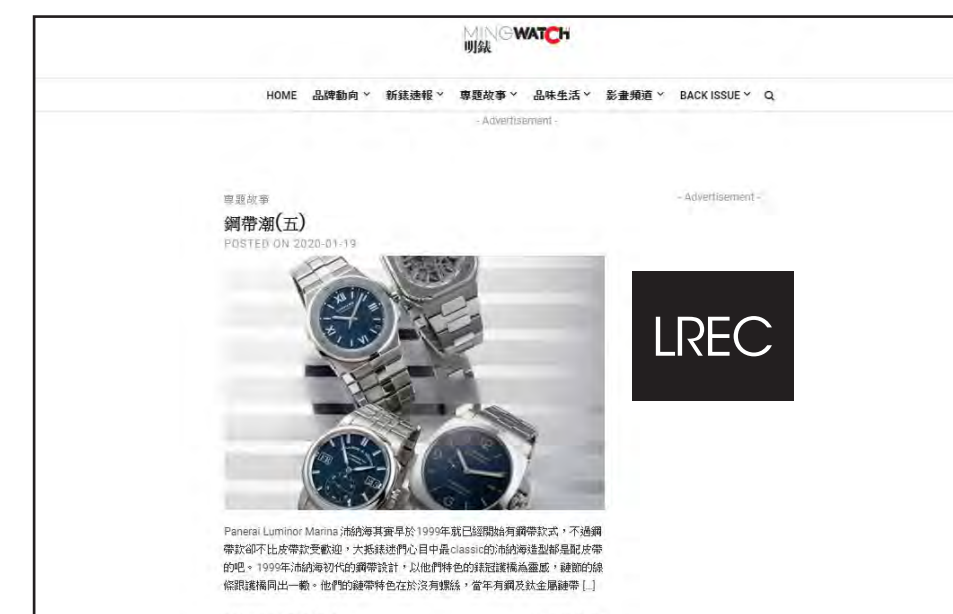 MINGWATCH
明錶
HOME 品牌動向 新錶速報 專題故事 品味生活 影畫頻道 BACK ISSUE
- Advertisement -
專題故事
- Advertisement -
鋼帶潮(五)
POSTED ON 2020-01-19
LREC
Panerai Luminor Marina 沛納海其實早於1999年就已經開始有鋼帶款式，不過鋼
帶款卻不比皮帶款受歡迎，大抵錶迷們心目中最classic的沛納海造型都是配皮帶
的吧。1999年沛納海初代的鋼帶設計，以他們特色的錶冠護橋為靈感，鏈節的線
條跟護橋同出一轍。他們的鏈帶特色在於沒有螺絲，當年有鋼及鈦金屬鏈帶 [...]